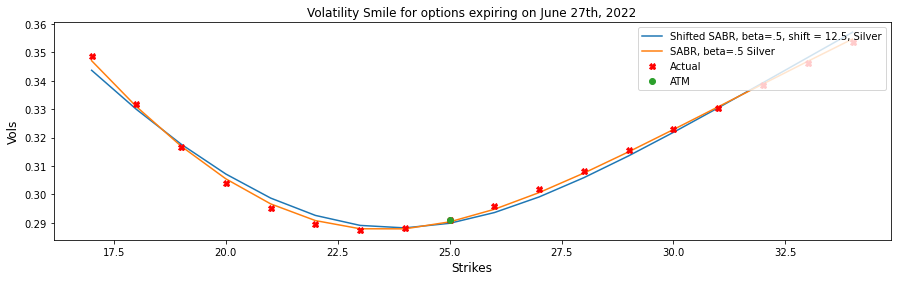 Volatility Smile for options expiring on June 27th, 2022
0.36
0.35
0.34
0.33
0.32
0.31
0.30
0.29
Vols
Shifted SABR, beta=.5, shift = 12.5, Silver
SABR, beta=.5 Silver
Actual
ATM
17.5 20.0 22.5 25.0 27.5 30.0 32.5
Strikes